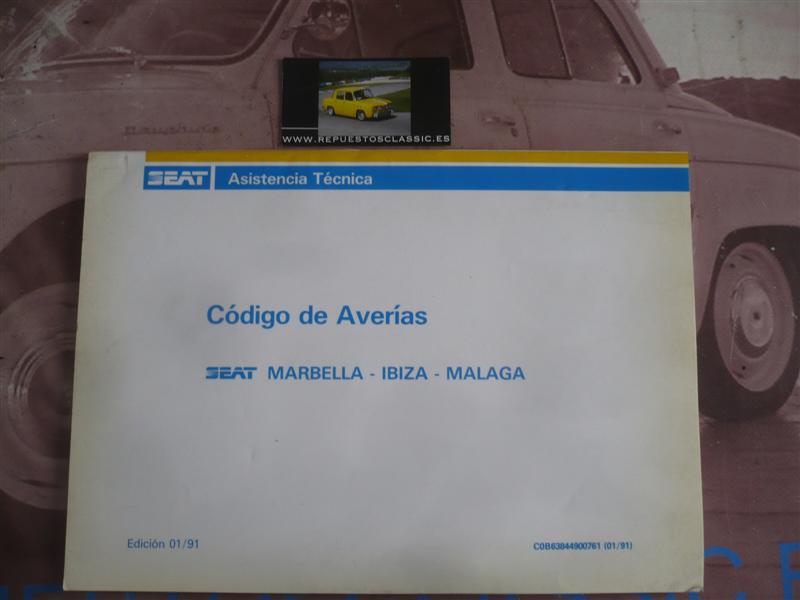 WWW.REPUESTOSCLASSIC.ES
SEAT Asistencia Técnica
Código de Averías
SEAT MARBELLA - IBIZA - MALAGA
Edición 01/91
C0B63844900761 (01/91)